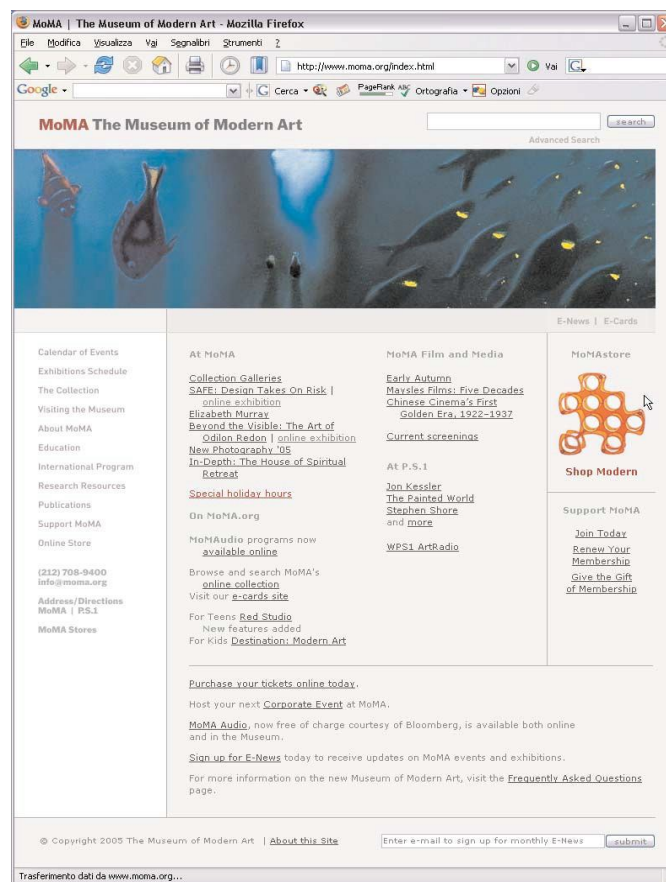 MoMA | The Museum of Modern Art - Mozilla Firefox
File Modifica Visualizza Vai Segnalibri Strumenti ?
http://www.moma.org/index.html Vai
Google Cerca PageRank ABC Ortografia Opzioni
MoMA The Museum of Modern Art
search
Advanced Search
E-News | E-Cards
Calendar of Events
Exhibitions Schedule
The Collection
Visiting the Museum
About MoMA
Education
International Program
Research Resources
Publications
Support MoMA
Online Store
(212) 708-9400
info@moma.org
Address/Directions
MoMA | P.S.1
MoMA Stores
At MoMA
Collection Galleries
SAFE: Design Takes On Risk |
online exhibition
Elizabeth Murray
Beyond the Visible: The Art of
Odilon Redon | online exhibition
New Photography '05
In-Depth: The House of Spiritual
Retreat
Special holiday hours
On MoMA.org
MoMAudio programs now
available online
Browse and search MoMA's
online collection
Visit our e-cards site
For Teens Red Studio
New features added
For Kids Destination: Modern Art
MoMA Film and Media
Early Autumn
Maysles Films: Five Decades
Chinese Cinema's First
Golden Era, 1922-1937
Current screenings
At P.S.1
Jon Kessler
The Painted World
Stephen Shore
and more
WPS1 ArtRadio
MoMAstore
Shop Modern
Support MoMA
Join Today
Renew Your
Membership
Give the Gift
of Membership
Purchase your tickets online today.
Host your next Corporate Event at MoMA.
MoMA Audio, now free of charge courtesy of Bloomberg, is available both online
and in the Museum.
Sign up for E-News today to receive updates on MoMA events and exhibitions.
For more information on the new Museum of Modern Art, visit the Frequently Asked Questions
page.
© Copyright 2005 The Museum of Modern Art | About this Site
Enter e-mail to sign up for monthly E-News submit
Trasferimento dati da www.moma.org...